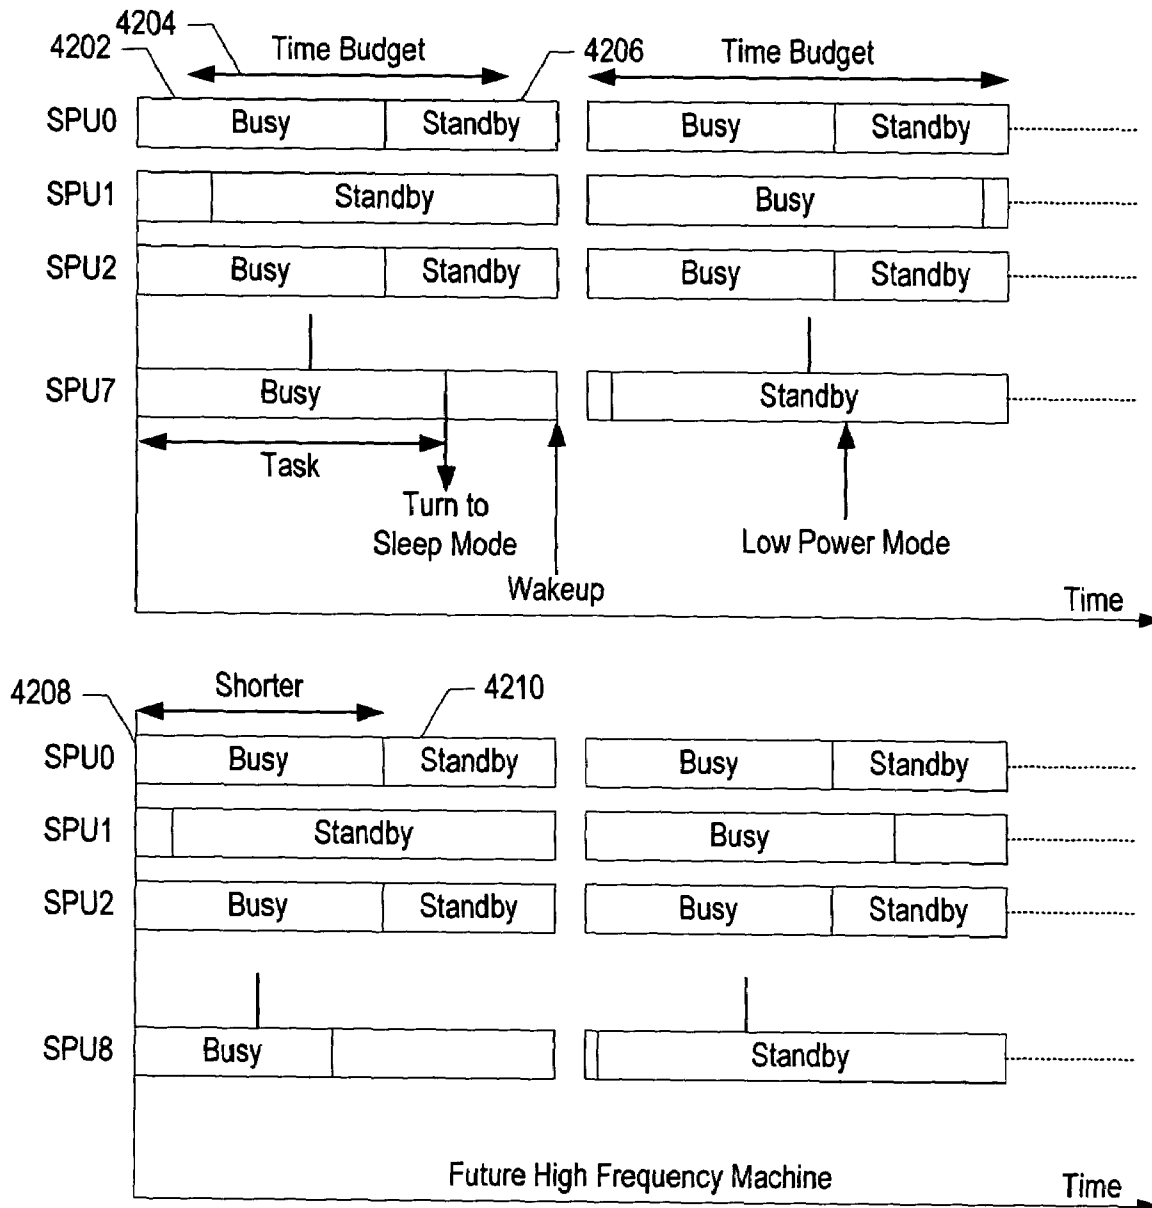 4204
4202
Time Budget
4206
Time Budget
SPU0
Busy
Standby
Busy
Standby
SPU1
Standby
Busy
SPU2
Busy
Standby
Busy
Standby
SPU7
Busy
Standby
Task
Turn to
Sleep Mode
Low Power Mode
Wakeup
Time
4208
Shorter
4210
SPU0
Busy
Standby
Busy
Standby
SPU1
Standby
Busy
SPU2
Busy
Standby
Busy
Standby
SPU8
Busy
Standby
Future High Frequency Machine
Time